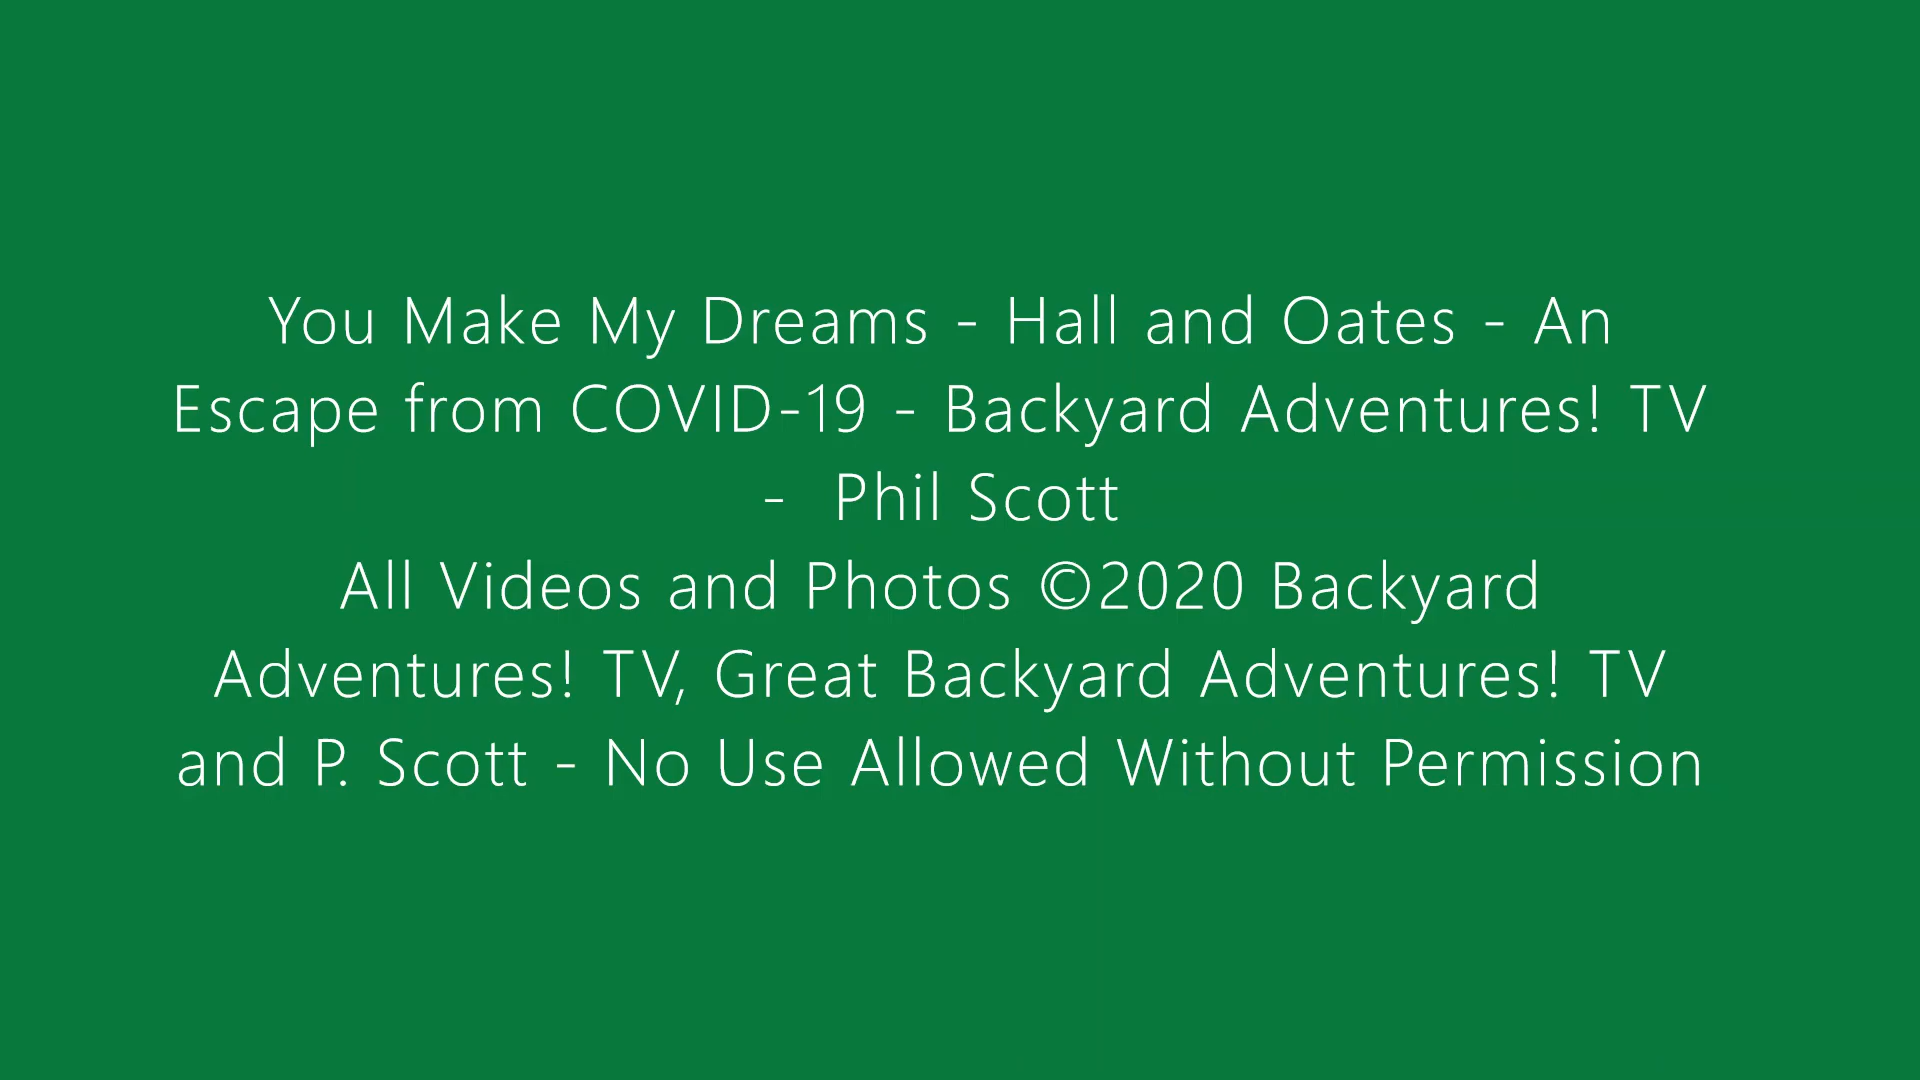 You Make My Dreams - Hall and Oates - An
Escape from COVID-19 - Backyard Adventures! TV
-  Phil Scott
All Videos and Photos ©2020 Backyard
Adventures! TV, Great Backyard Adventures! TV
and P. Scott - No Use Allowed Without Permission